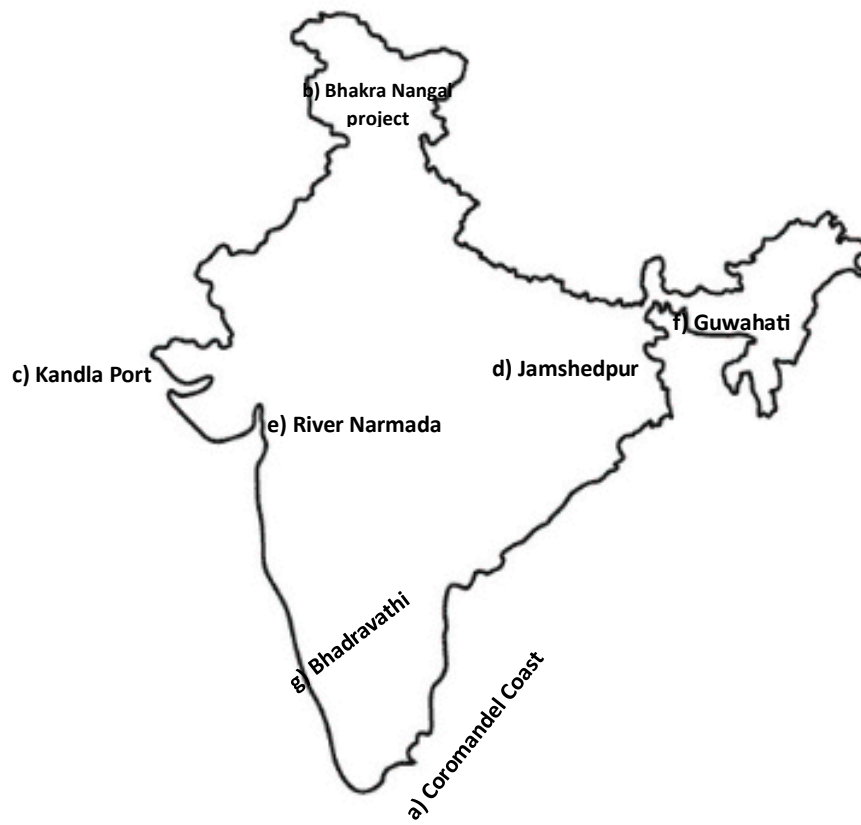 b) Bhakra Nangal
project
f) Guwahati
d) Jamshedpur
c) Kandla Port
e) River Narmada
g) Bhadravathi
a) Coromandel Coast